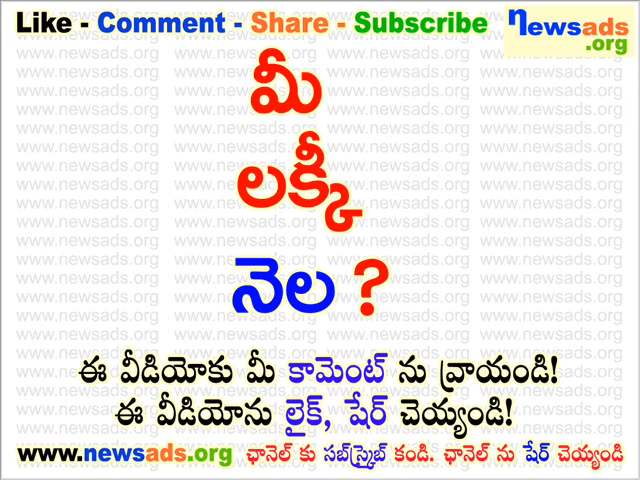 Like - Comment - Share - Subscribe
newsads
.org
మీ
లక్కీ
నెల ?
ఈ వీడియోకు మీ కామెంట్ ను వ్రాయండి!
ఈ వీడియోను లైక్, షేర్ చెయ్యండి!
www.newsads.org ఛానెల్ కు సబ్‌స్క్రైబ్ కండి. ఛానెల్ ను షేర్ చెయ్యండి